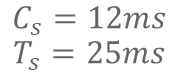 Cₛ = 12ms
Tₛ = 25ms